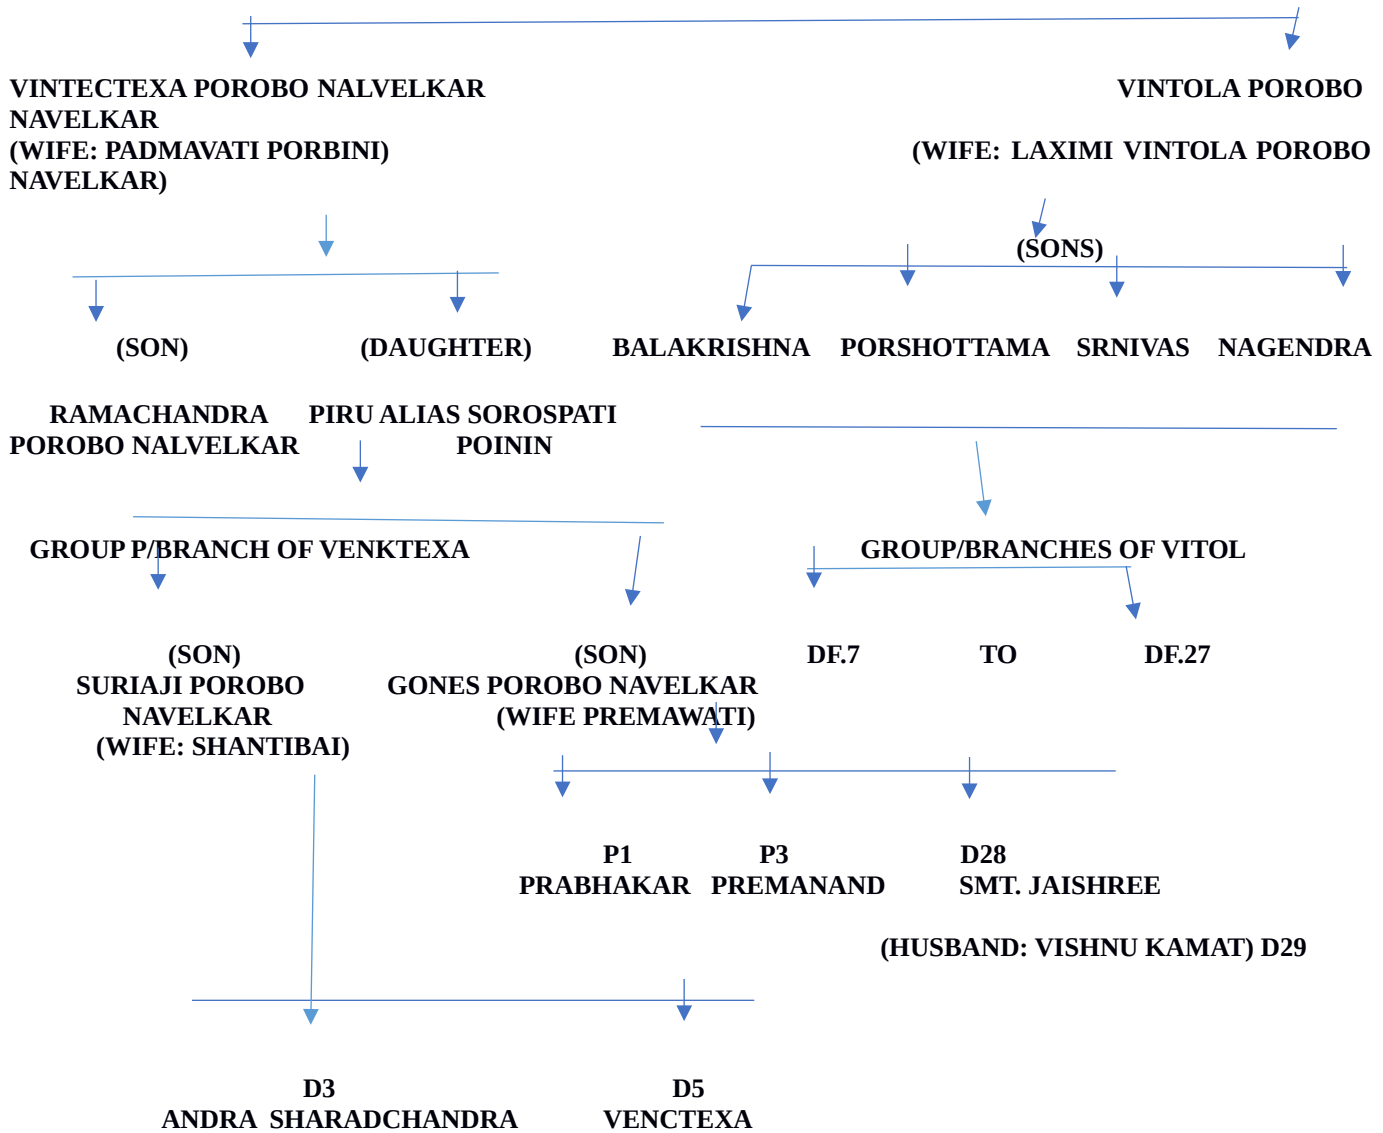 VINTECTEXA POROBO NALVELKAR VINTOLA POROBO
NAVELKAR
(WIFE: PADMAVATI PORBINI) (WIFE: LAXIMI VINTOLA POROBO
NAVELKAR)
(SONS)
(SON) (DAUGHTER) BALAKRISHNA PORSHOTTAMA SRNIVAS NAGENDRA
RAMACHANDRA PIRU ALIAS SOROSPATI
POROBO NALVELKAR POININ
GROUP P/BRANCH OF VENKTEXA GROUP/BRANCHES OF VITOL
(SON) (SON) DF.7 TO DF.27
SURIAJI POROBO GONES POROBO NAVELKAR
NAVELKAR (WIFE PREMAWATI)
(WIFE: SHANTIBAI)
P1 P3 D28
PRABHAKAR PREMANAND SMT. JAISHREE
(HUSBAND: VISHNU KAMAT) D29
D3 D5
ANDRA SHARADCHANDRA VENCTEXA